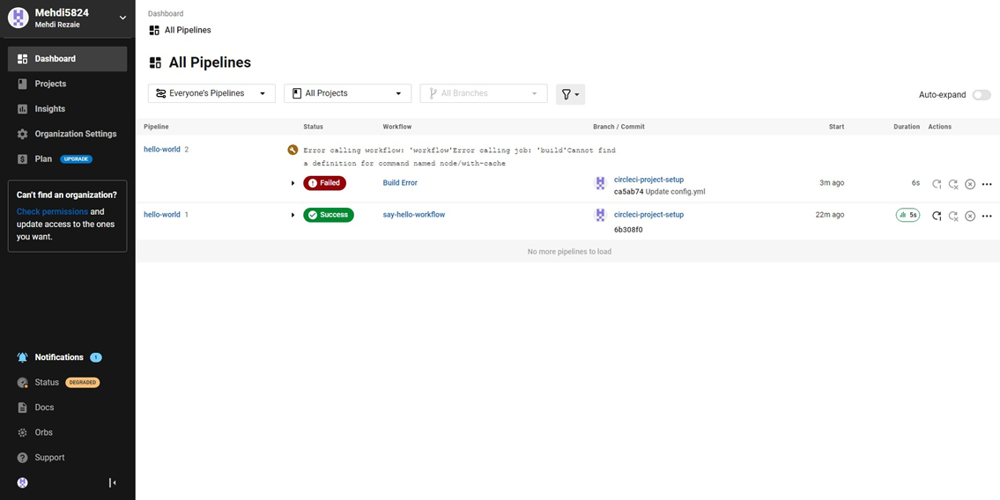 Mehdi5824
Mehdi Rezaie
Dashboard
Projects
Insights
Organization Settings
Plan UPGRADE
Can't find an organization?
Check permissions and
update access to the ones
you want.
Notifications 1
Status DEGRADED
Docs
Orbs
Support
Dashboard
All Pipelines
All Pipelines
Everyone's Pipelines All Projects All Branches Auto-expand
Pipeline Status Workflow Branch / Commit Start Duration Actions
hello-world 2 Error calling workflow: 'workflow'Error calling job: 'build'Cannot find
a definition for command named node/with-cache
Failed Build Error circleci-project-setup 3m ago 6s
ca5ab74 Update config.yml
hello-world 1 Success say-hello-workflow circleci-project-setup 22m ago 5s
6b308f0
No more pipelines to load